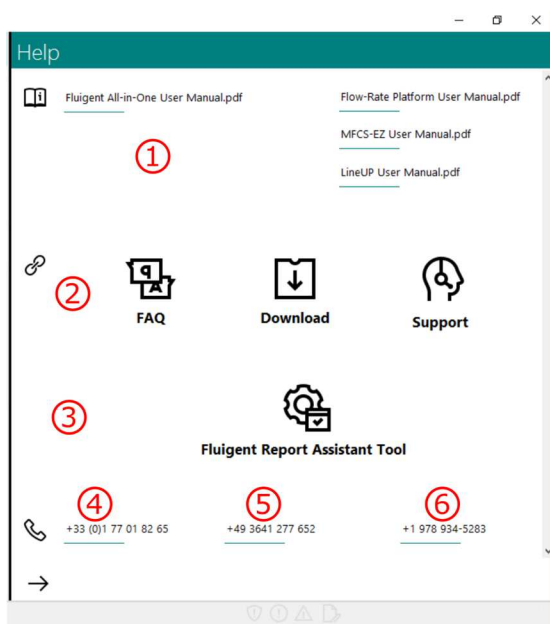 Help
Fluigent All-in-One User Manual.pdf
Flow-Rate Platform User Manual.pdf
MFCS-EZ User Manual.pdf
LineUP User Manual.pdf
1
2
FAQ
Download
Support
3
Fluigent Report Assistant Tool
4
5
6
+33 (0)1 77 01 82 65
+49 3641 277 652
+1 978 934-5283